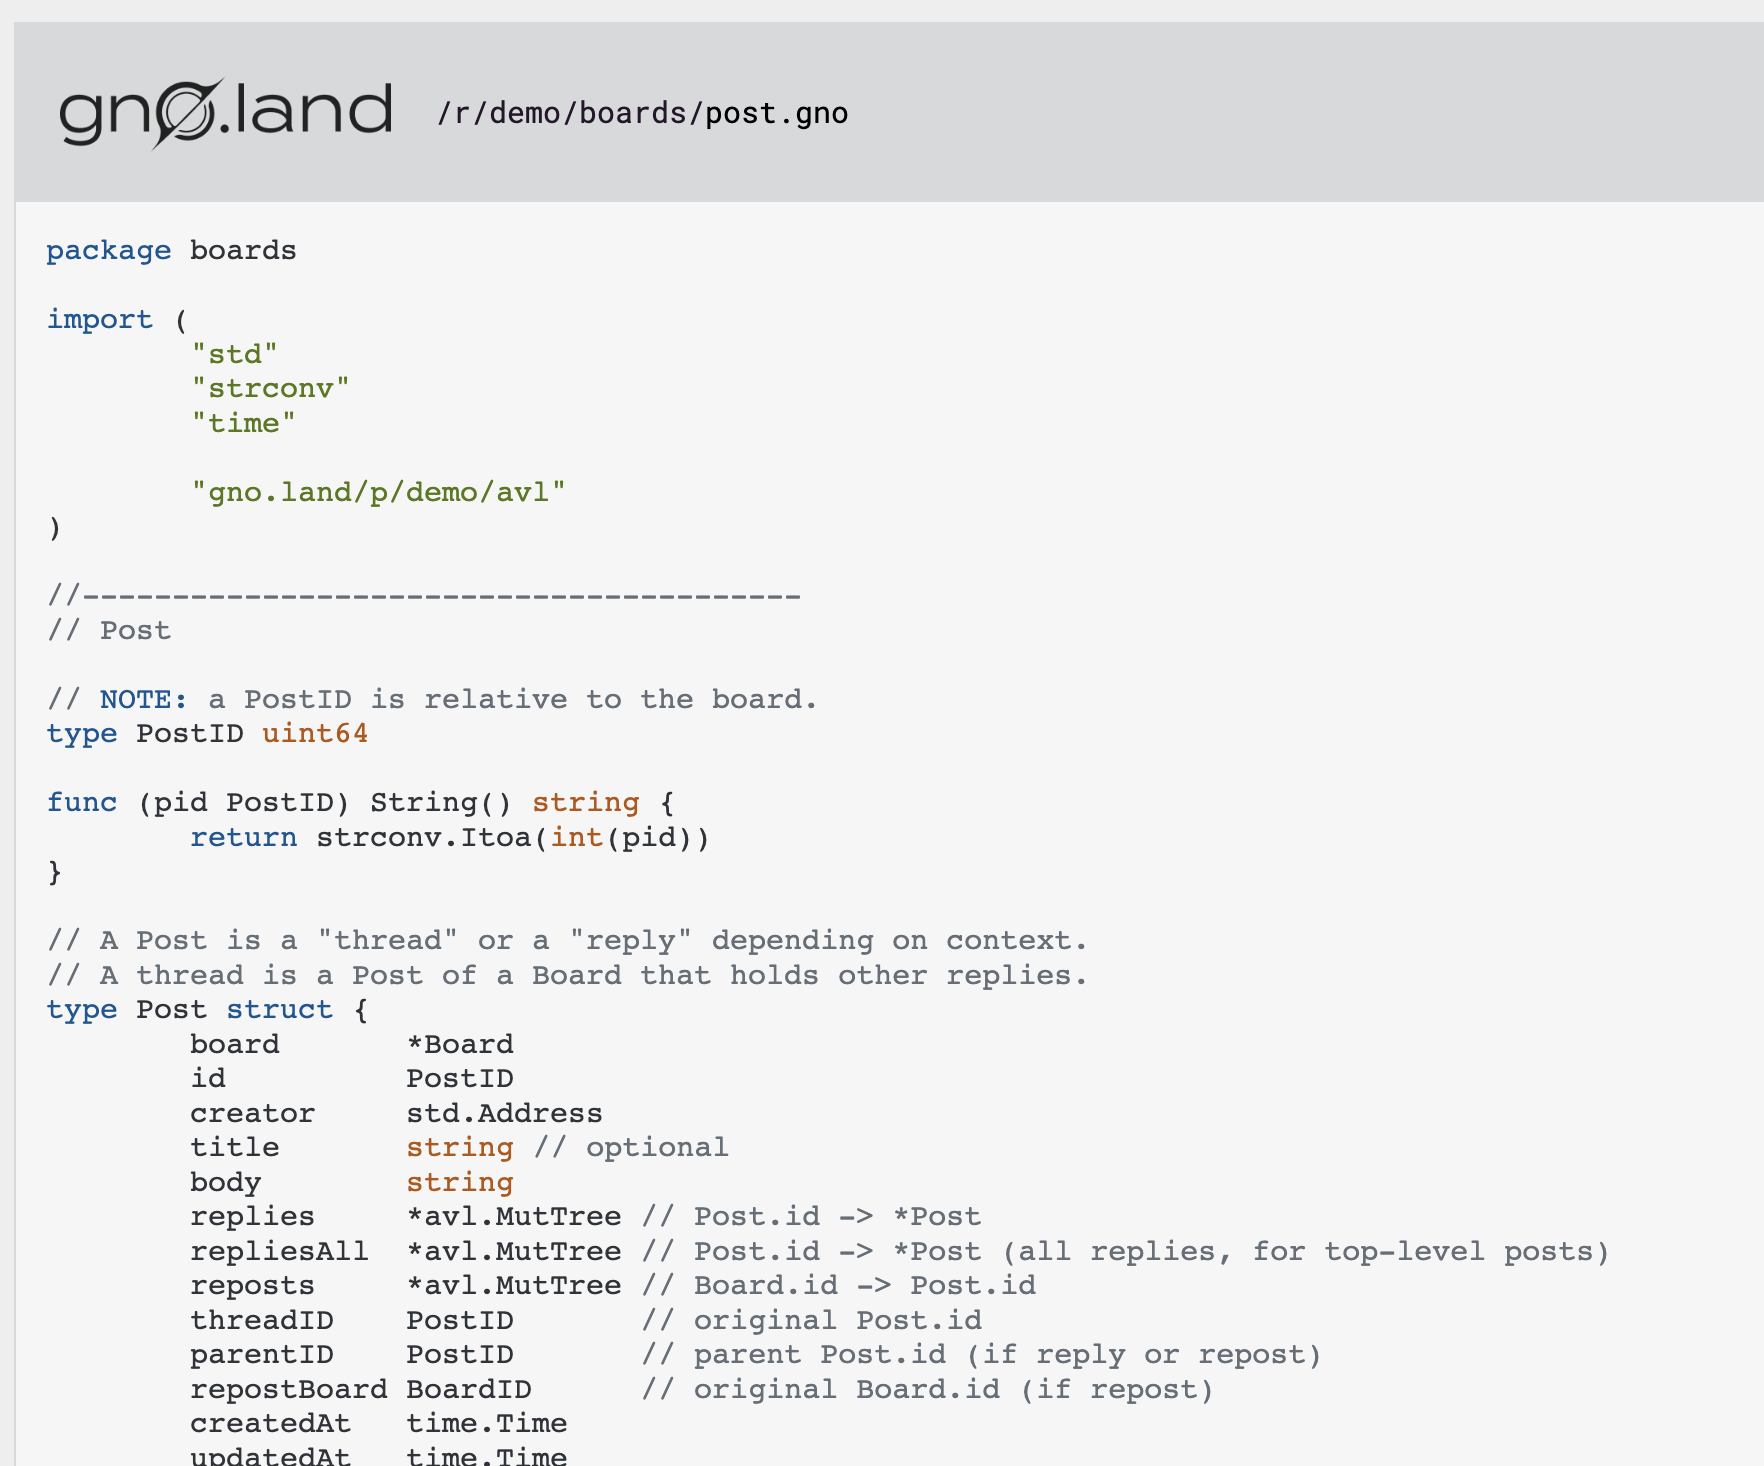 gno.land /r/demo/boards/post.gno
package boards
import (
"std"
"strconv"
"time"
"gno.land/p/demo/avl"
)
//----------------------------------------
// Post
// NOTE: a PostID is relative to the board.
type PostID uint64
func (pid PostID) String() string {
return strconv.Itoa(int(pid))
}
// A Post is a "thread" or a "reply" depending on context.
// A thread is a Post of a Board that holds other replies.
type Post struct {
board       *Board
id          PostID
creator     std.Address
title       string // optional
body        string
replies     *avl.MutTree // Post.id -> *Post
repliesAll  *avl.MutTree // Post.id -> *Post (all replies, for top-level posts)
reposts     *avl.MutTree // Board.id -> Post.id
threadID    PostID       // original Post.id
parentID    PostID       // parent Post.id (if reply or repost)
repostBoard BoardID      // original Board.id (if repost)
createdAt   time.Time
updatedAt   time.Time